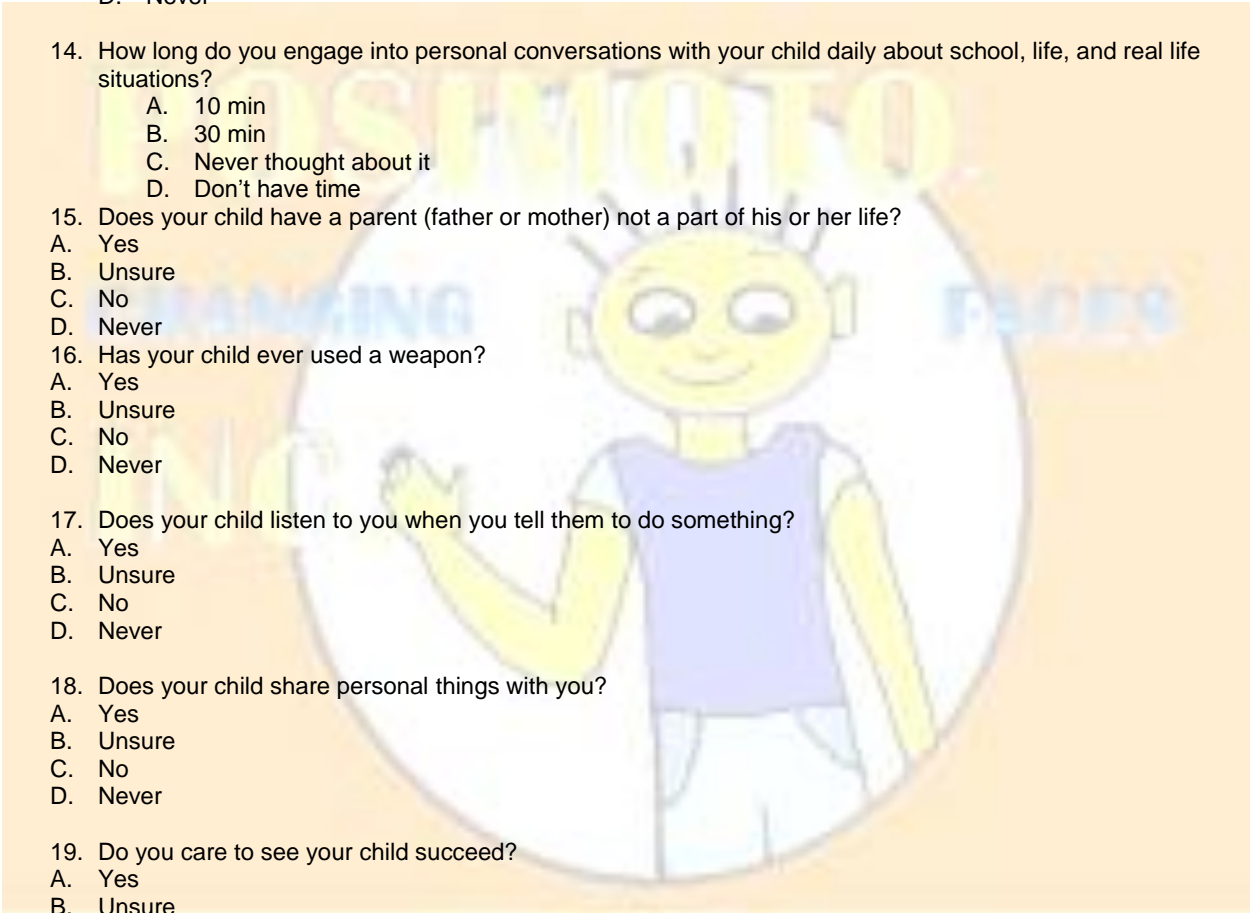 D. Never
14. How long do you engage into personal conversations with your child daily about school, life, and real life
situations?
A. 10 min
B. 30 min
C. Never thought about it
D. Don't have time
15. Does your child have a parent (father or mother) not a part of his or her life?
A. Yes
B. Unsure
C. No
D. Never
16. Has your child ever used a weapon?
A. Yes
B. Unsure
C. No
D. Never
17. Does your child listen to you when you tell them to do something?
A. Yes
B. Unsure
C. No
D. Never
18. Does your child share personal things with you?
A. Yes
B. Unsure
C. No
D. Never
19. Do you care to see your child succeed?
A. Yes
B. Unsure
FACES
INC